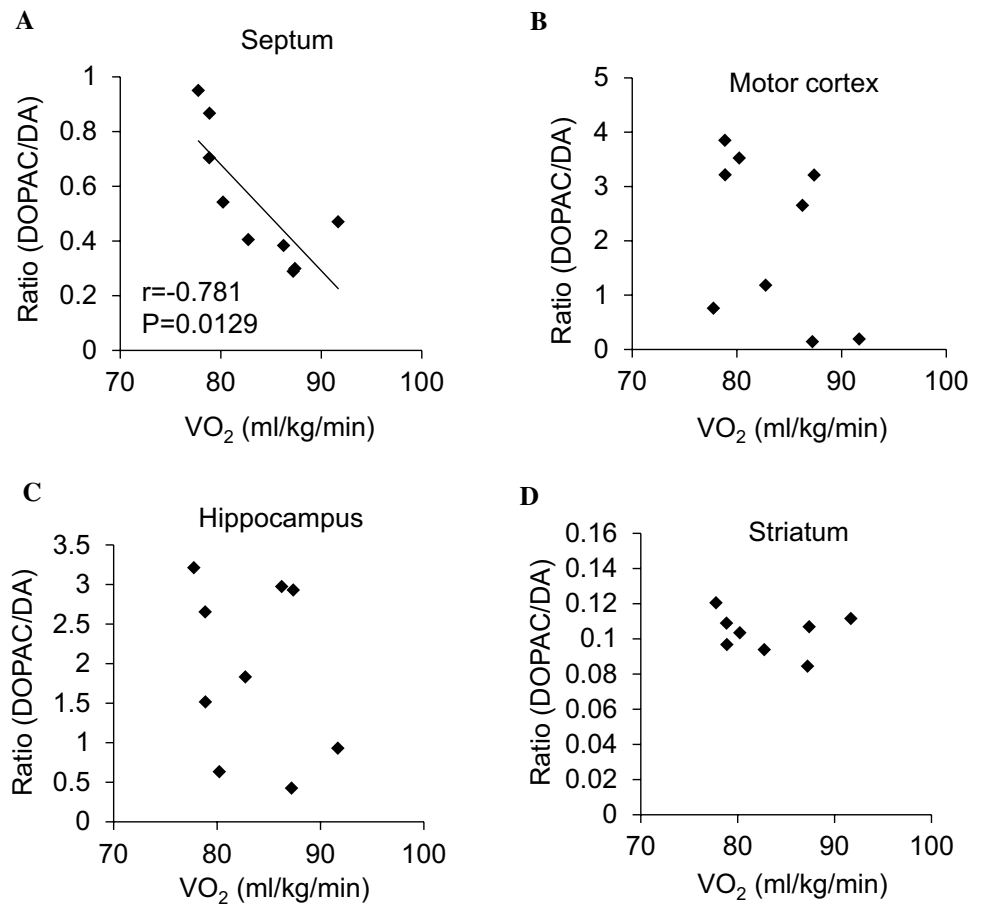 A
Septum
Ratio (DOPAC/DA)
1
0.8
0.6
0.4
0.2
0
r=-0.781
P=0.0129
70 80 90 100
VO₂ (ml/kg/min)
B
Motor cortex
Ratio (DOPAC/DA)
5
4
3
2
1
0
70 80 90 100
VO₂ (ml/kg/min)
C
Hippocampus
Ratio (DOPAC/DA)
3.5
3
2.5
2
1.5
1
0.5
0
70 80 90 100
VO₂ (ml/kg/min)
D
Striatum
Ratio (DOPAC/DA)
0.16
0.14
0.12
0.1
0.08
0.06
0.04
0.02
0
70 80 90 100
VO₂ (ml/kg/min)